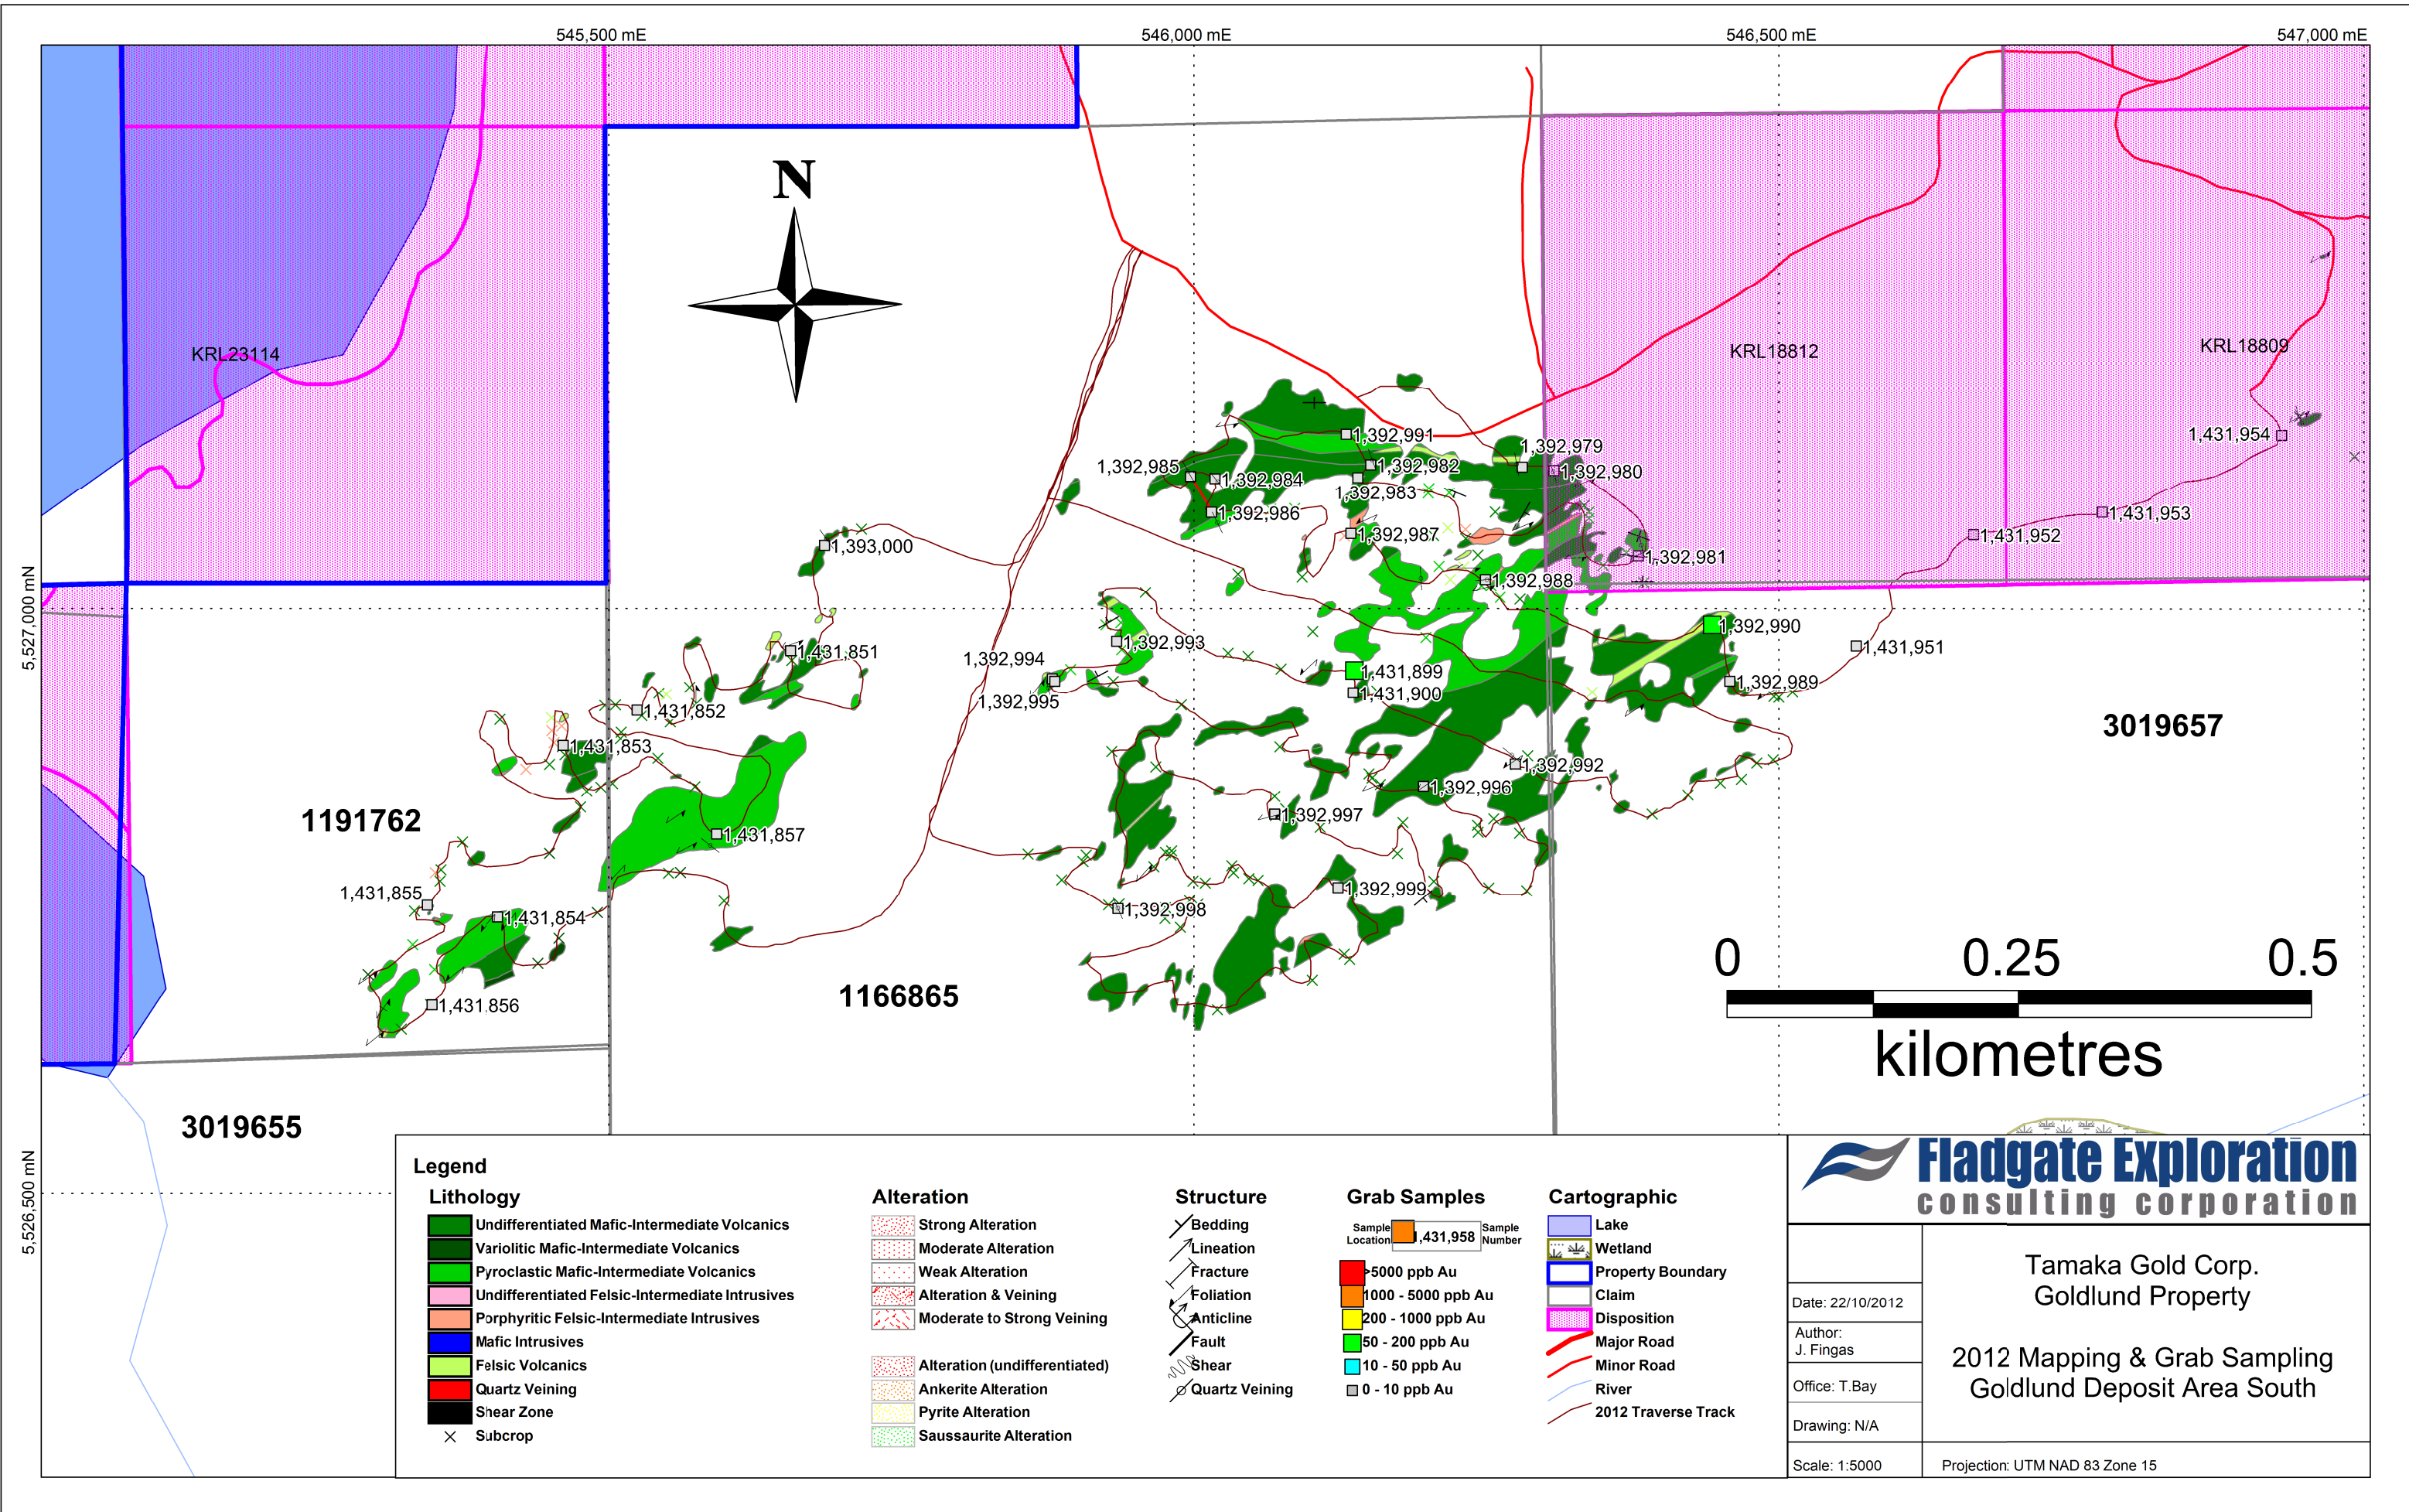 545,500 mE
546,000 mE
546,500 mE
547,000 mE
N
KRL23114
KRL18812
KRL18809
1,392,991
1,392,979
1,431,954
1,392,985
1,392,982
1,392,980
1,392,984
1,392,983
1,392,986
1,431,953
1,392,987
1,431,952
1,393,000
1,392,981
1,392,988
5,527,000 mN
1,392,990
1,392,993
1,431,951
1,431,851
1,392,994
1,431,899
1,392,989
1,431,900
1,392,995
1,431,852
3019657
1,431,853
1,392,992
1,392,996
1,392,997
1191762
1,431,857
1,431,855
1,392,999
1,392,998
1,431,854
0 0.25 0.5
kilometres
1166865
1,431,856
3019655
5,526,500 mN
Legend
Lithology
Undifferentiated Mafic-Intermediate Volcanics
Variolitic Mafic-Intermediate Volcanics
Pyroclastic Mafic-Intermediate Volcanics
Undifferentiated Felsic-Intermediate Intrusives
Porphyritic Felsic-Intermediate Intrusives
Mafic Intrusives
Felsic Volcanics
Quartz Veining
Shear Zone
Subcrop
Alteration
Strong Alteration
Moderate Alteration
Weak Alteration
Alteration & Veining
Moderate to Strong Veining
Alteration (undifferentiated)
Ankerite Alteration
Pyrite Alteration
Saussaurite Alteration
Structure
Bedding
Lineation
Fracture
Foliation
Anticline
Fault
Shear
Quartz Veining
Grab Samples
Sample Location
1,431,958
Sample Number
>5000 ppb Au
1000 - 5000 ppb Au
200 - 1000 ppb Au
50 - 200 ppb Au
10 - 50 ppb Au
0 - 10 ppb Au
Cartographic
Lake
Wetland
Property Boundary
Claim
Disposition
Major Road
Minor Road
River
2012 Traverse Track
Fladgate Exploration
consulting corporation
Date: 22/10/2012
Author:
J. Fingas
Office: T.Bay
Drawing: N/A
Scale: 1:5000
Tamaka Gold Corp.
Goldlund Property
2012 Mapping & Grab Sampling
Goldlund Deposit Area South
Projection: UTM NAD 83 Zone 15